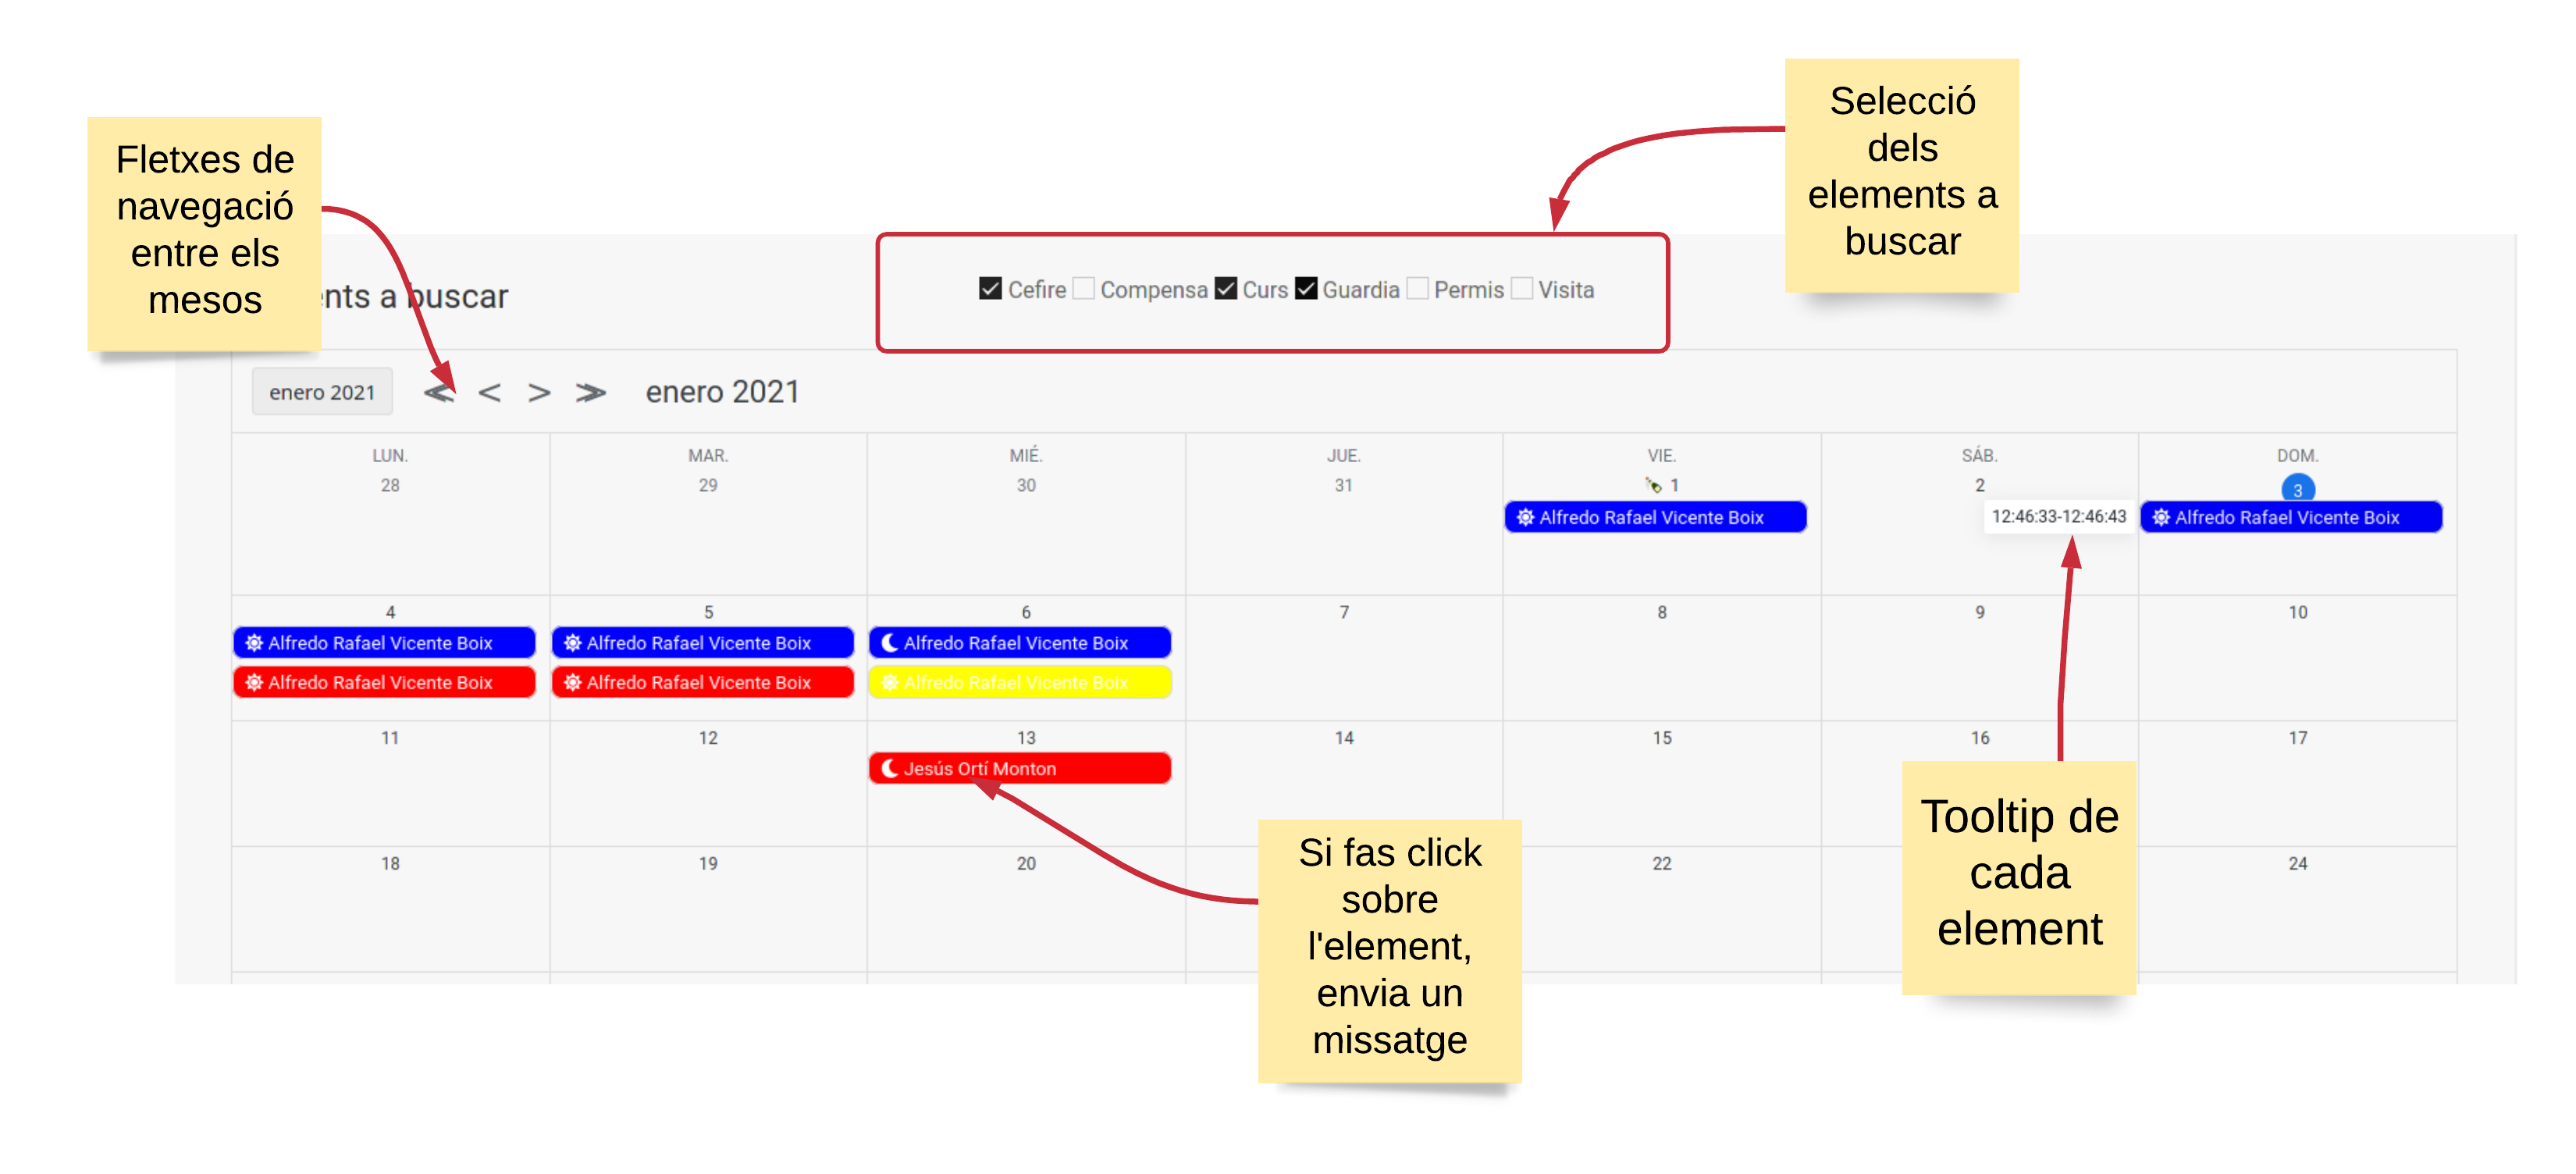 Selecció
dels
elements a
buscar
Fletxes de
navegació
entre els
mesos
nts a buscar
Cefire Compensa Curs Guardia Permis Visita
enero 2021 ≪ < > ≫ enero 2021
LUN. MAR. MIÉ. JUE. VIE. SÁB. DOM.
28 29 30 31 1 2 3
Alfredo Rafael Vicente Boix 12:46:33-12:46:43 Alfredo Rafael Vicente Boix
4 5 6 7 8 9 10
Alfredo Rafael Vicente Boix Alfredo Rafael Vicente Boix Alfredo Rafael Vicente Boix
Alfredo Rafael Vicente Boix Alfredo Rafael Vicente Boix Alfredo Rafael Vicente Boix
11 12 13 14 15 16 17
Jesús Ortí Monton
18 19 20 22 24
Si fas click
sobre
l'element,
envia un
missatge
Tooltip de
cada
element